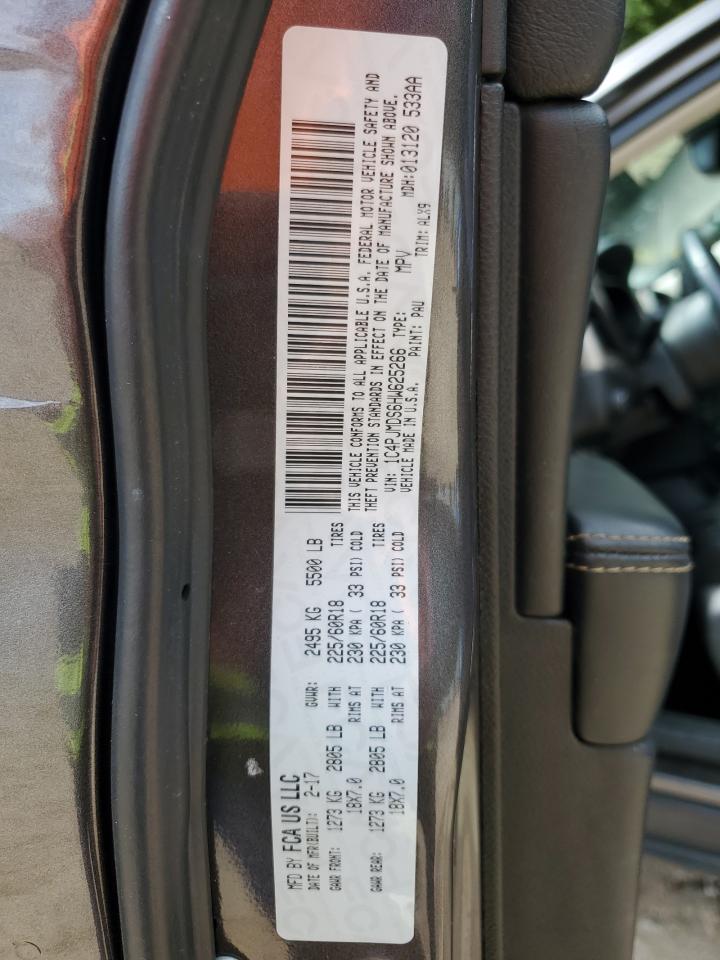 MFD BY FCA US LLC
DATE OF MFR(BUILT): 2-17 GVWR: 2495 KG 5500 LB
GAWR FRONT: 1273 KG 2805 LB WITH 225/60R18 TIRES
18X7.0 RIMS AT 230 KPA ( 33 PSI) COLD
GAWR REAR: 1273 KG 2805 LB WITH 225/60R18 TIRES
18X7.0 RIMS AT 230 KPA ( 33 PSI) COLD
THIS VEHICLE CONFORMS TO ALL APPLICABLE U.S.A. FEDERAL MOTOR VEHICLE SAFETY AND
THEFT PREVENTION STANDARDS IN EFFECT ON THE DATE OF MANUFACTURE SHOWN ABOVE.
VIN: 1C4PJMDS6HW625266 TYPE: MPV MDH:013120 533AA
VEHICLE MADE IN U.S.A. PAINT: PAU TRIM: ALX9